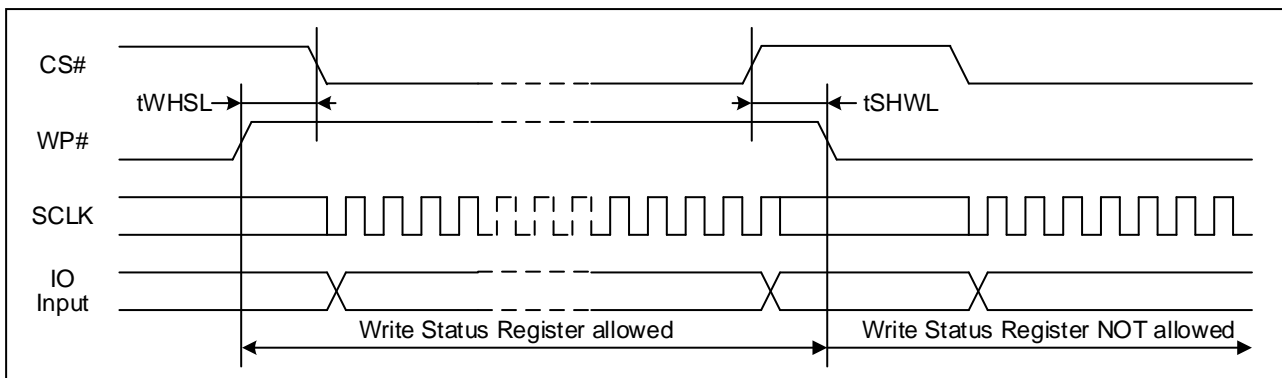 CS#
tWHSL
tSHWL
WP#
SCLK
IO
Input
Write Status Register allowed
Write Status Register NOT allowed